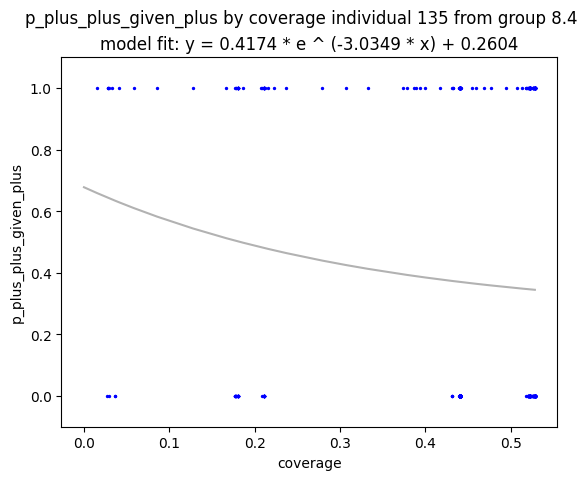 p_plus_plus_given_plus by coverage individual 135 from group 8.4
model fit: y = 0.4174 * e ^ (-3.0349 * x) + 0.2604
p_plus_plus_given_plus
1.0
0.8
0.6
0.4
0.2
0.0
0.0 0.1 0.2 0.3 0.4 0.5
coverage